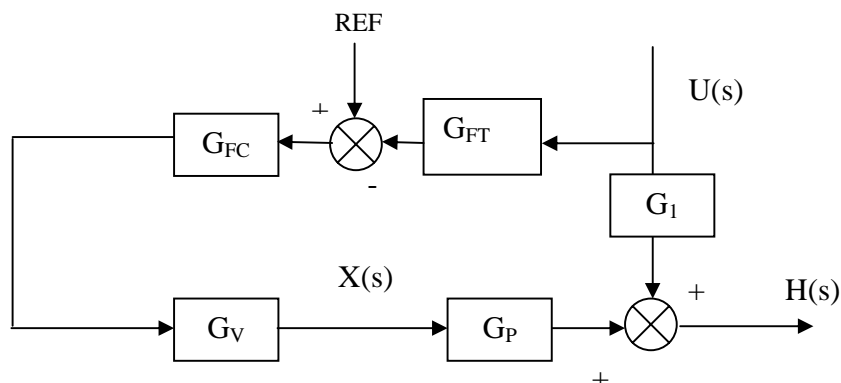 REF
U(s)
+
G_FC
G_FT
-
G_1
X(s)
+
H(s)
G_V
G_P
+